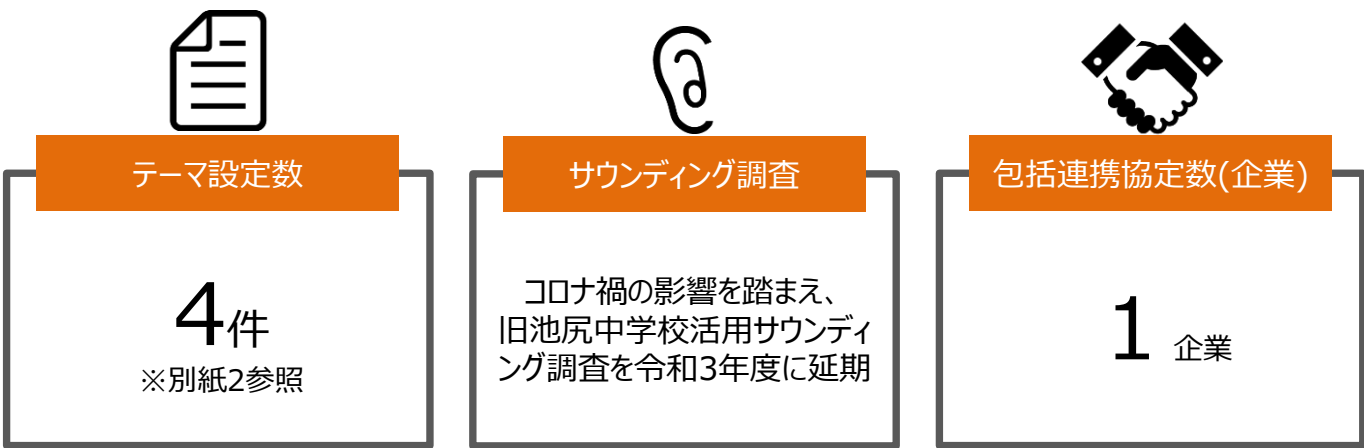 テーマ設定数
4件
※別紙2参照
サウンディング調査
コロナ禍の影響を踏まえ、
旧池尻中学校活用サウンディ
ング調査を令和3年度に延期
包括連携協定数(企業)
1 企業